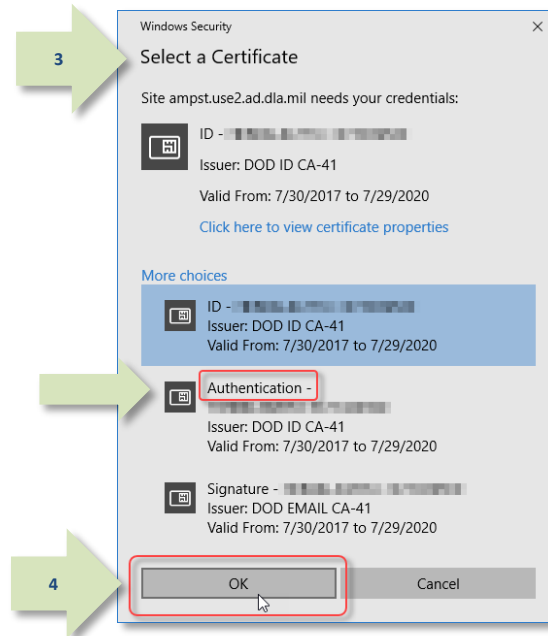 Windows Security
3
Select a Certificate
Site ampst.use2.ad.dla.mil needs your credentials:
ID -
Issuer: DOD ID CA-41
Valid From: 7/30/2017 to 7/29/2020
Click here to view certificate properties
More choices
ID -
Issuer: DOD ID CA-41
Valid From: 7/30/2017 to 7/29/2020
Authentication -
Issuer: DOD ID CA-41
Valid From: 7/30/2017 to 7/29/2020
Signature -
Issuer: DOD EMAIL CA-41
Valid From: 7/30/2017 to 7/29/2020
4
OK
Cancel